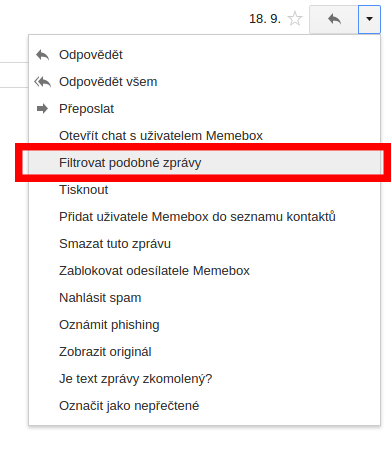 18. 9.
Odpovědět
Odpovědět všem
Přeposlat
Otevřít chat s uživatelem Memebox
Filtrovat podobné zprávy
Tisknout
Přidat uživatele Memebox do seznamu kontaktů
Smazat tuto zprávu
Zablokovat odesílatele Memebox
Nahlásit spam
Oznámit phishing
Zobrazit originál
Je text zprávy zkomolený?
Označit jako nepřečtené